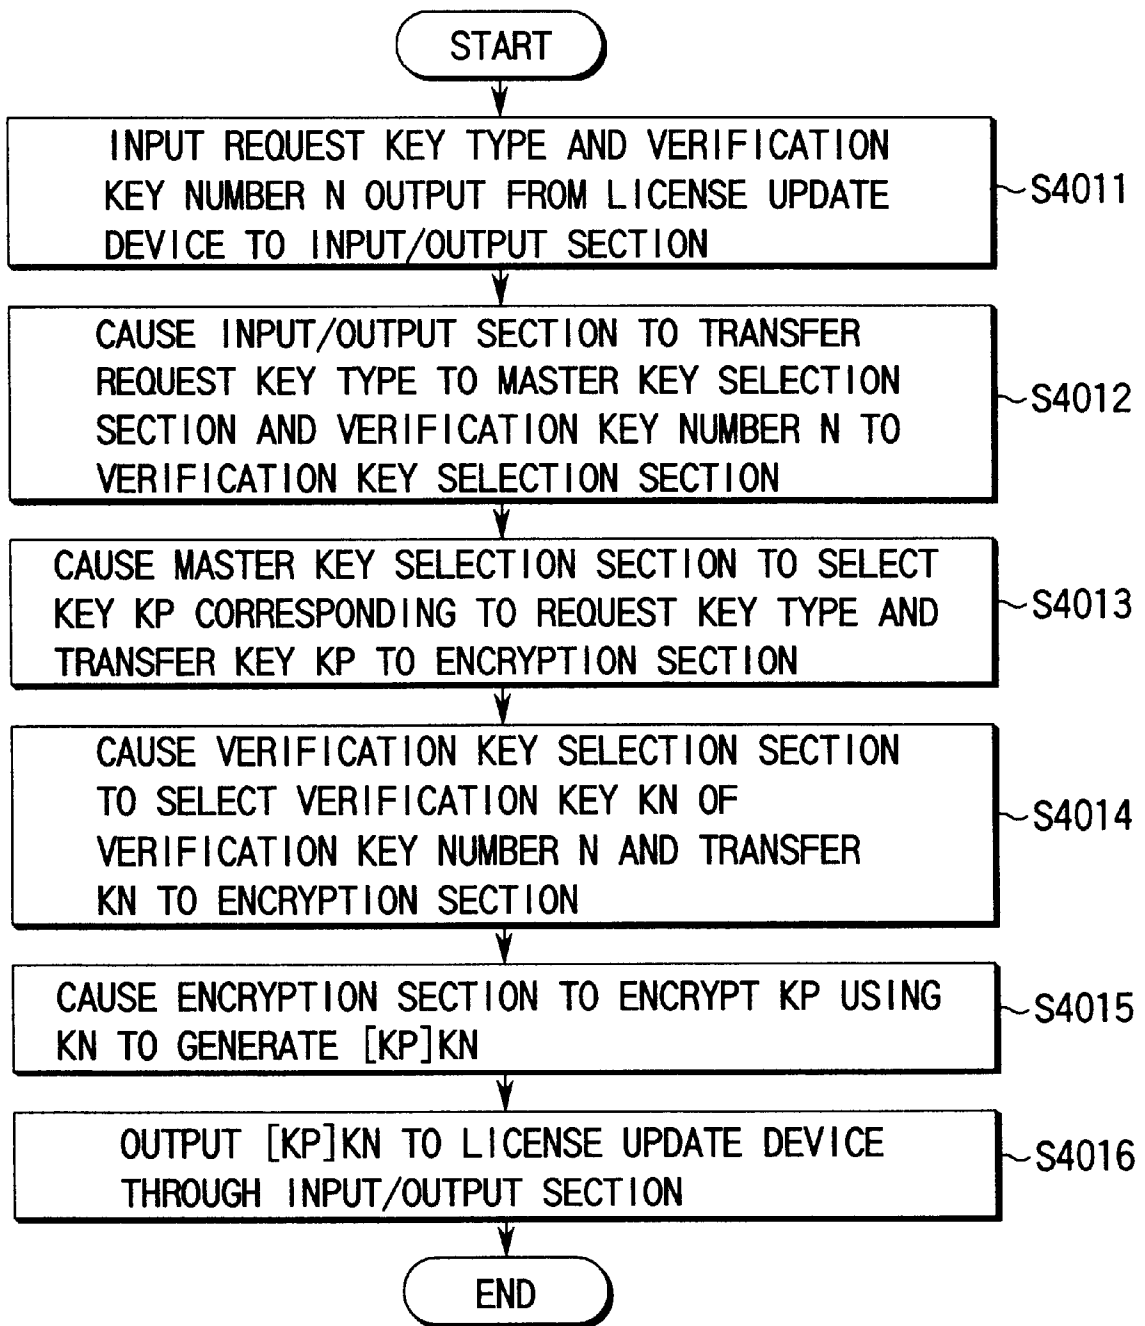 START
INPUT REQUEST KEY TYPE AND VERIFICATION
KEY NUMBER N OUTPUT FROM LICENSE UPDATE
DEVICE TO INPUT/OUTPUT SECTION
S4011
CAUSE INPUT/OUTPUT SECTION TO TRANSFER
REQUEST KEY TYPE TO MASTER KEY SELECTION
SECTION AND VERIFICATION KEY NUMBER N TO
VERIFICATION KEY SELECTION SECTION
S4012
CAUSE MASTER KEY SELECTION SECTION TO SELECT
KEY KP CORRESPONDING TO REQUEST KEY TYPE AND
TRANSFER KEY KP TO ENCRYPTION SECTION
S4013
CAUSE VERIFICATION KEY SELECTION SECTION
TO SELECT VERIFICATION KEY KN OF
VERIFICATION KEY NUMBER N AND TRANSFER
KN TO ENCRYPTION SECTION
S4014
CAUSE ENCRYPTION SECTION TO ENCRYPT KP USING
KN TO GENERATE [KP]KN
S4015
OUTPUT [KP]KN TO LICENSE UPDATE DEVICE
THROUGH INPUT/OUTPUT SECTION
S4016
END